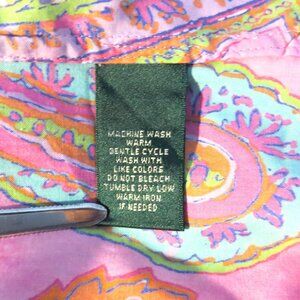 MACHINE WASH
WARM
GENTLE CYCLE
WASH WITH
LIKE COLORS
DO NOT BLEACH
TUMBLE DRY LOW
WARM IRON
IF NEEDED